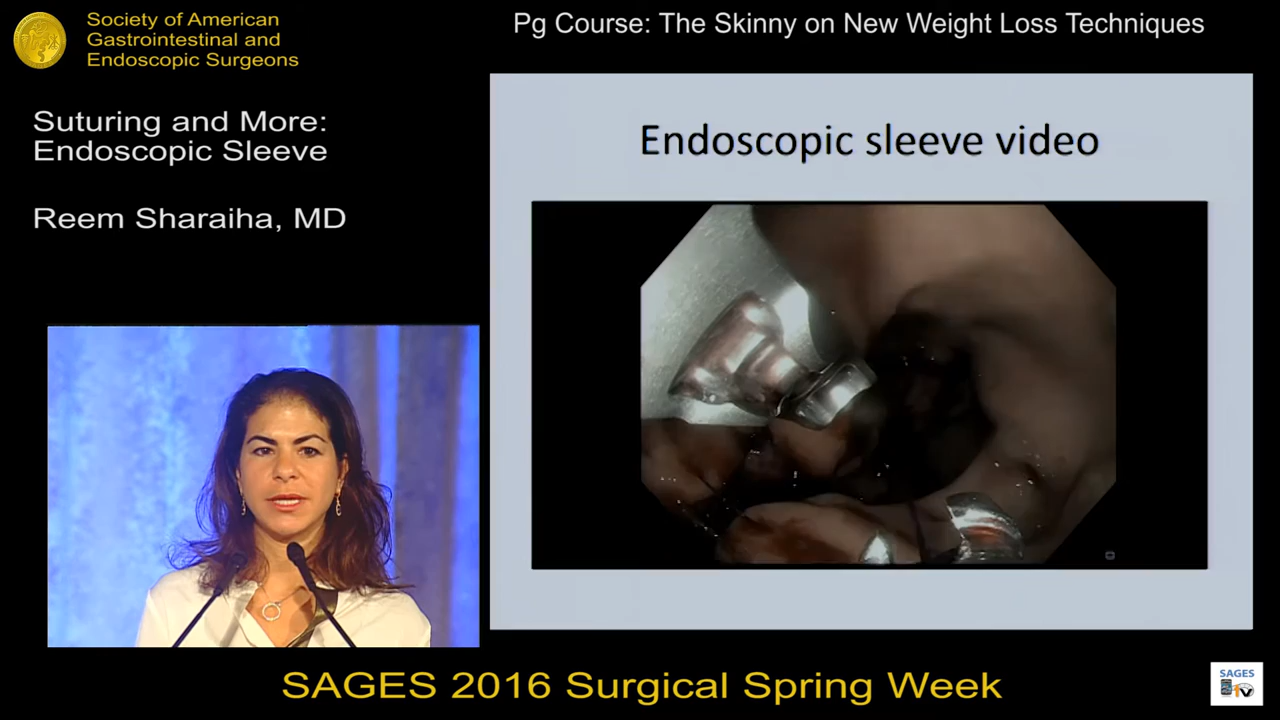 Society of American
Gastrointestinal and
Endoscopic Surgeons
Pg Course: The Skinny on New Weight Loss Techniques
Suturing and More:
Endoscopic Sleeve
Reem Sharaiha, MD
Endoscopic sleeve video
SAGES 2016 Surgical Spring Week
SAGES
TV